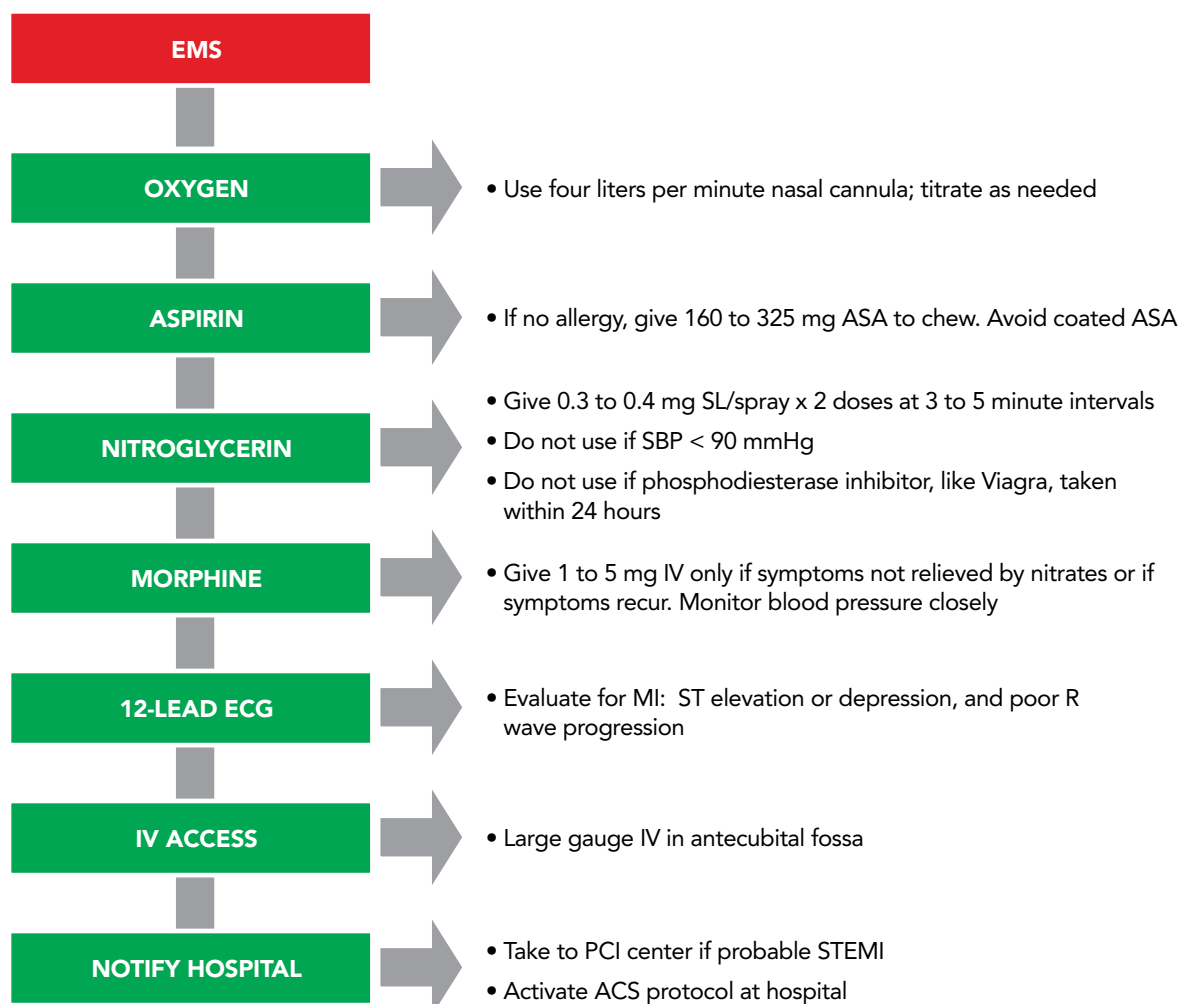 EMS
OXYGEN
• Use four liters per minute nasal cannula; titrate as needed
ASPIRIN
• If no allergy, give 160 to 325 mg ASA to chew. Avoid coated ASA
NITROGLYCERIN
• Give 0.3 to 0.4 mg SL/spray x 2 doses at 3 to 5 minute intervals
• Do not use if SBP < 90 mmHg
• Do not use if phosphodiesterase inhibitor, like Viagra, taken
within 24 hours
MORPHINE
• Give 1 to 5 mg IV only if symptoms not relieved by nitrates or if
symptoms recur. Monitor blood pressure closely
12-LEAD ECG
• Evaluate for MI:  ST elevation or depression, and poor R
wave progression
IV ACCESS
• Large gauge IV in antecubital fossa
NOTIFY HOSPITAL
• Take to PCI center if probable STEMI
• Activate ACS protocol at hospital